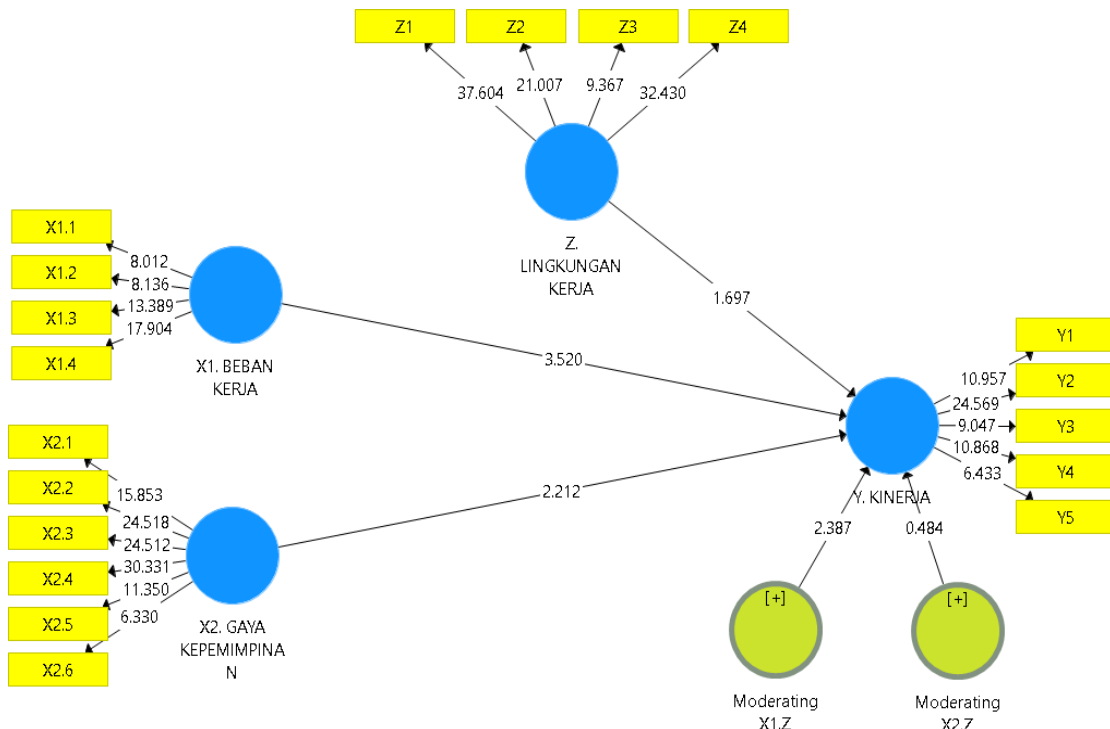 Z1
Z2
Z3
Z4
37.604
21.007
9.367
32.430
Z.
LINGKUNGAN
KERJA
X1.1
X1.2
X1.3
X1.4
8.012
8.136
13.389
17.904
X1. BEBAN
KERJA
1.697
3.520
X2.1
X2.2
X2.3
X2.4
X2.5
X2.6
15.853
24.518
24.512
30.331
11.350
6.330
X2. GAYA
KEPEMIMPINA
N
2.212
Y1
Y2
Y3
Y4
Y5
10.957
24.569
9.047
10.868
6.433
Y. KINERJA
2.387
0.484
[+]
[+]
Moderating
X1.Z
Moderating
X2.Z